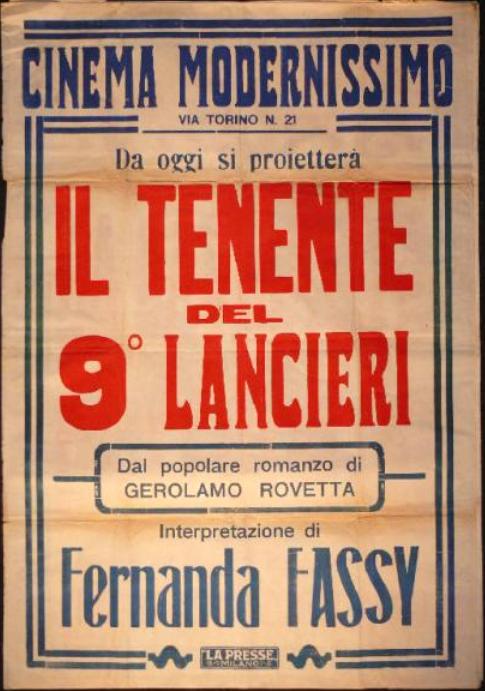 CINEMA MODERNISSIMO
VIA TORINO N. 21
Da oggi si proietterà
IL TENENTE
DEL
9° LANCIERI
Dal popolare romanzo di
GEROLAMO ROVETTA
Interpretazione di
Fernanda FASSY
LA PRESSE
MILANO